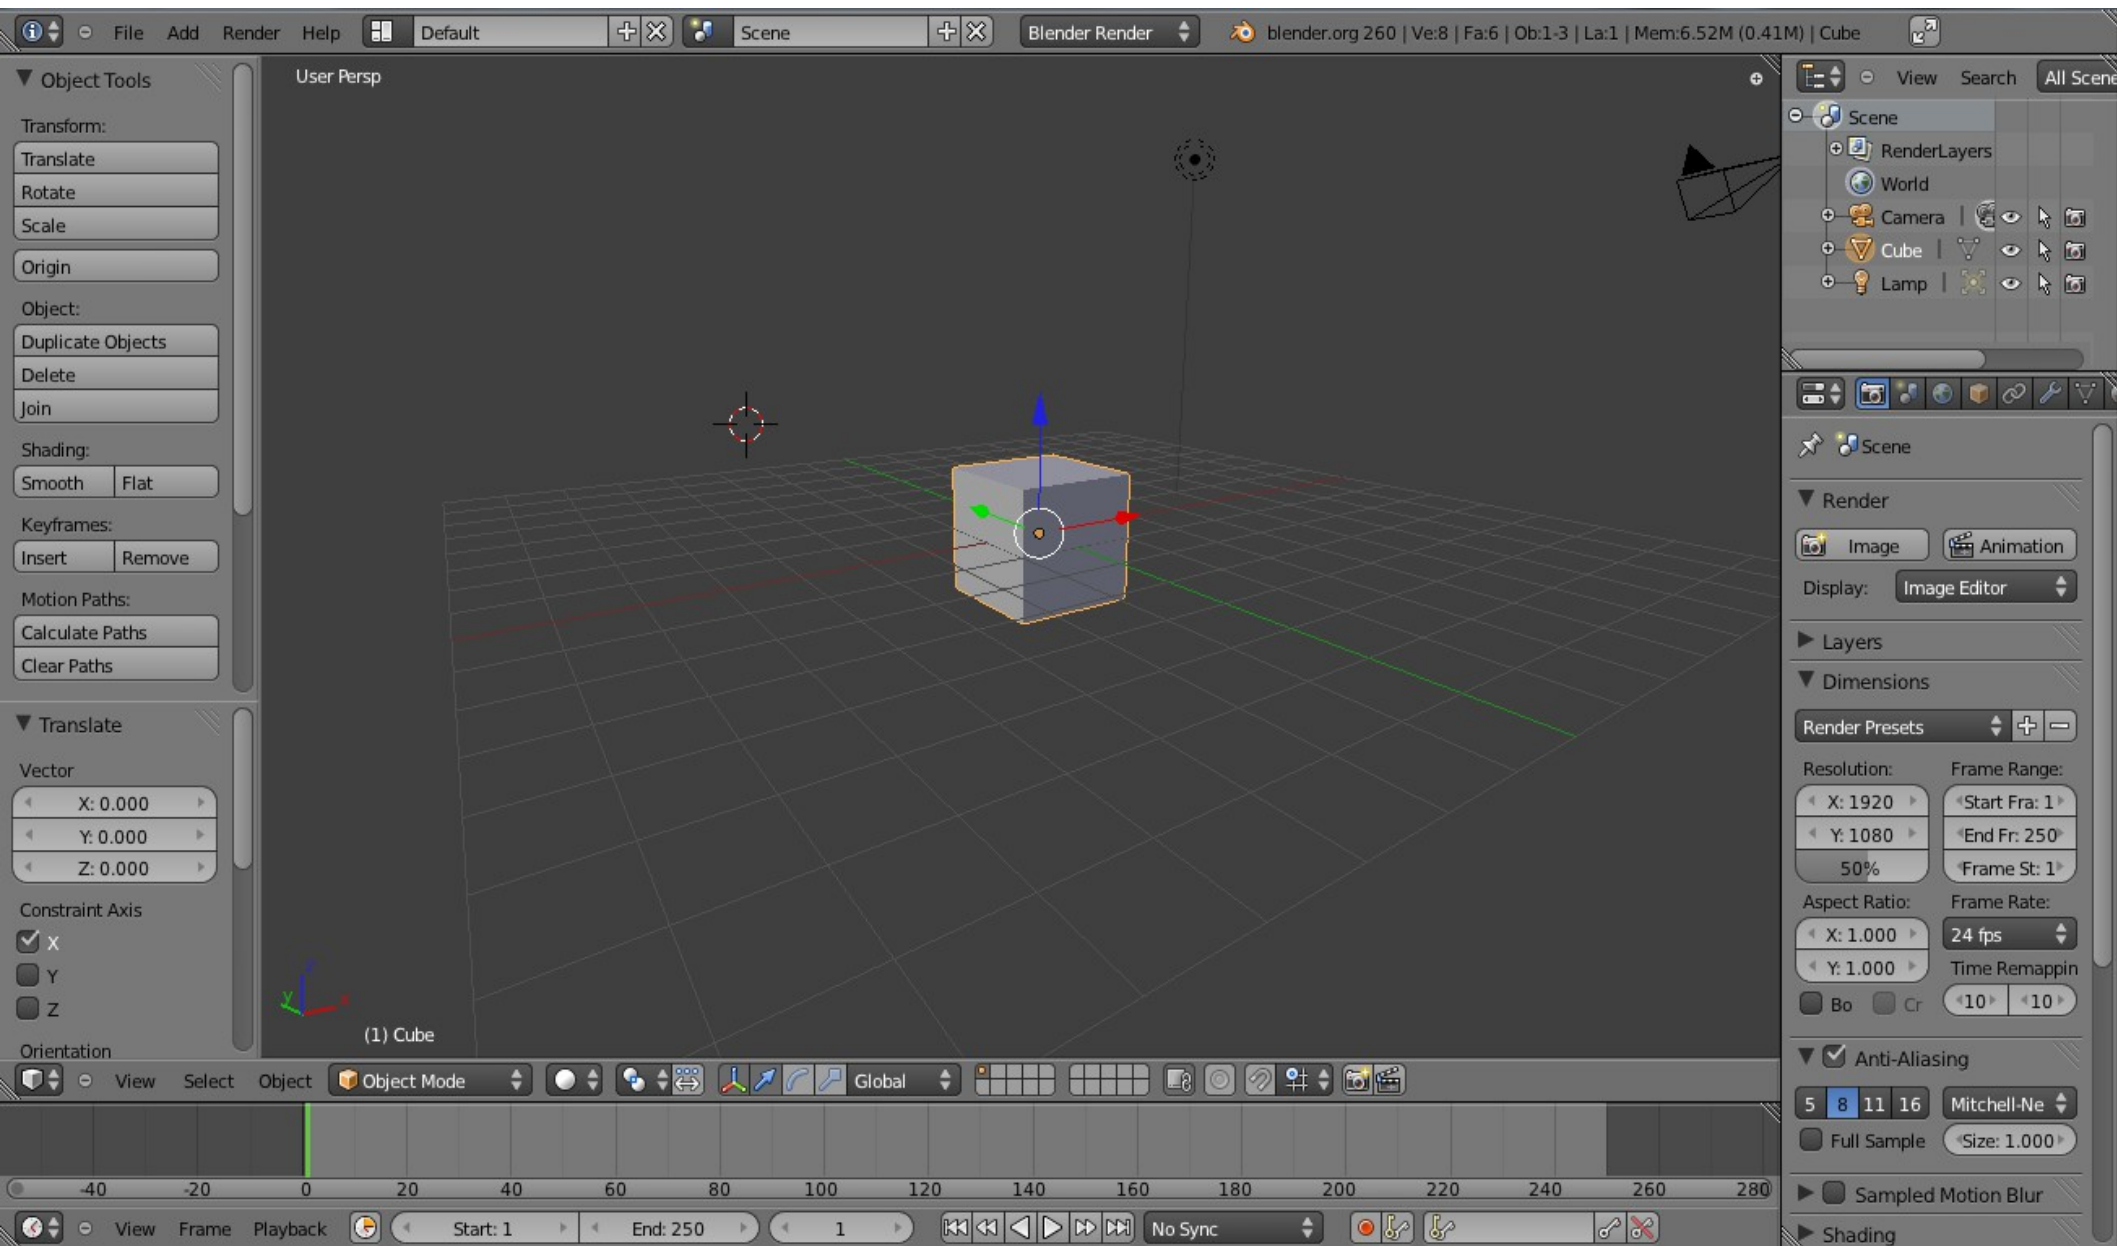 File Add Render Help Default Scene Blender Render blender.org 260 | Ve:8 | Fa:6 | Ob:1-3 | La:1 | Mem:6.52M (0.41M) | Cube
Object Tools
Transform:
Translate
Rotate
Scale
Origin
Object:
Duplicate Objects
Delete
Join
Shading:
Smooth Flat
Keyframes:
Insert Remove
Motion Paths:
Calculate Paths
Clear Paths
Translate
Vector
X: 0.000
Y: 0.000
Z: 0.000
Constraint Axis
X
Y
Z
Orientation
User Persp
z
y x
(1) Cube
View Select Object Object Mode Global
-40 -20 0 20 40 60 80 100 120 140 160 180 200 220 240 260 280
View Frame Playback Start: 1 End: 250 1 No Sync
View Search All Scene
Scene
RenderLayers
World
Camera |
Cube |
Lamp |
Scene
Render
Image Animation
Display: Image Editor
Layers
Dimensions
Render Presets
Resolution: Frame Range:
X: 1920 Start Fra: 1
Y: 1080 End Fr: 250
50% Frame St: 1
Aspect Ratio: Frame Rate:
X: 1.000 24 fps
Y: 1.000 Time Remappin
Bo Cr 10 10
Anti-Aliasing
5 8 11 16 Mitchell-Ne
Full Sample Size: 1.000
Sampled Motion Blur
Shading